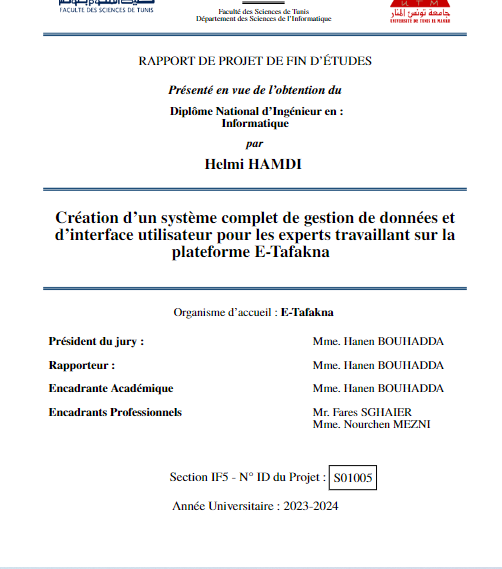 FACULTÉ DES SCIENCES DE TUNIS
Faculté des Sciences de Tunis
Département des Sciences de l'Informatique
جامعة تونس المنار
UNIVERSITÉ DE TUNIS EL MANAR
RAPPORT DE PROJET DE FIN D'ÉTUDES
Présenté en vue de l'obtention du
Diplôme National d'Ingénieur en :
Informatique
par
Helmi HAMDI
Création d'un système complet de gestion de données et
d'interface utilisateur pour les experts travaillant sur la
plateforme E-Tafakna
Organisme d'accueil : E-Tafakna
Président du jury : Mme. Hanen BOUHADDA
Rapporteur : Mme. Hanen BOUHADDA
Encadrante Académique Mme. Hanen BOUHADDA
Encadrants Professionnels Mr. Fares SGHAIER
Mme. Nourchen MEZNI
Section IF5 - N° ID du Projet : S01005
Année Universitaire : 2023-2024